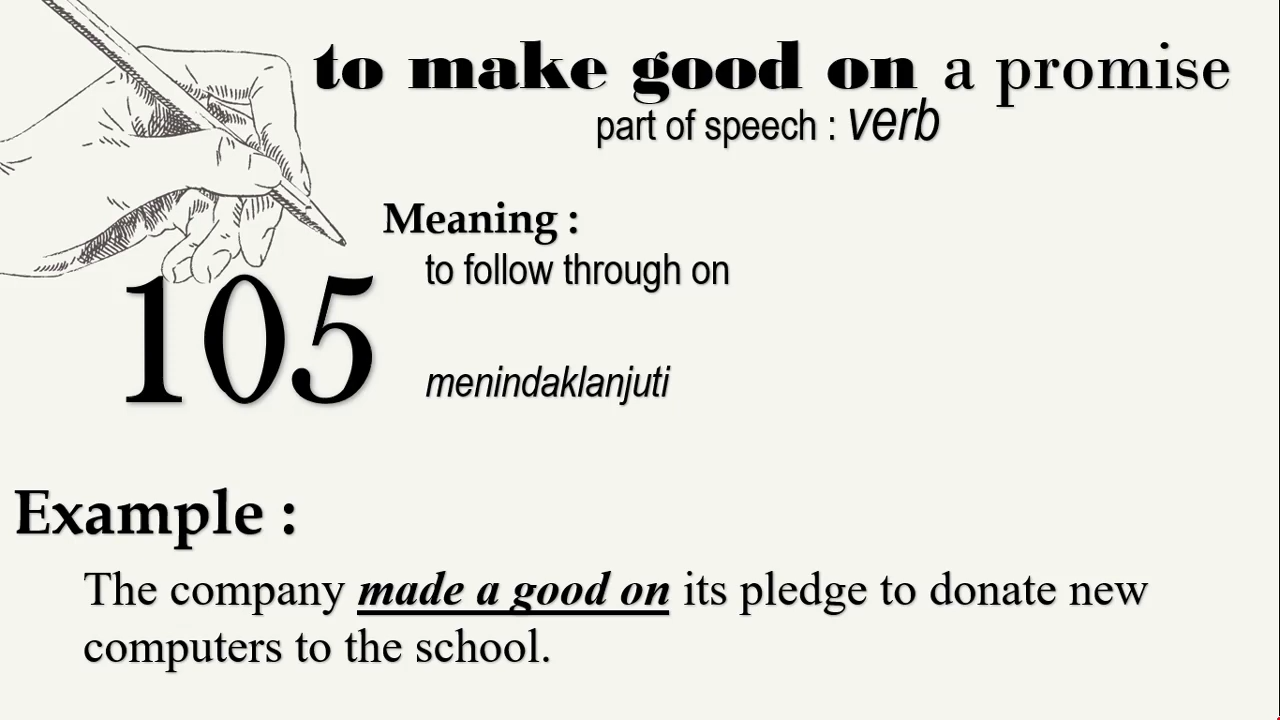 to make good on a promise
part of speech : verb
Meaning :
to follow through on
105
menindaklanjuti
Example :
The company made a good on its pledge to donate new
computers to the school.